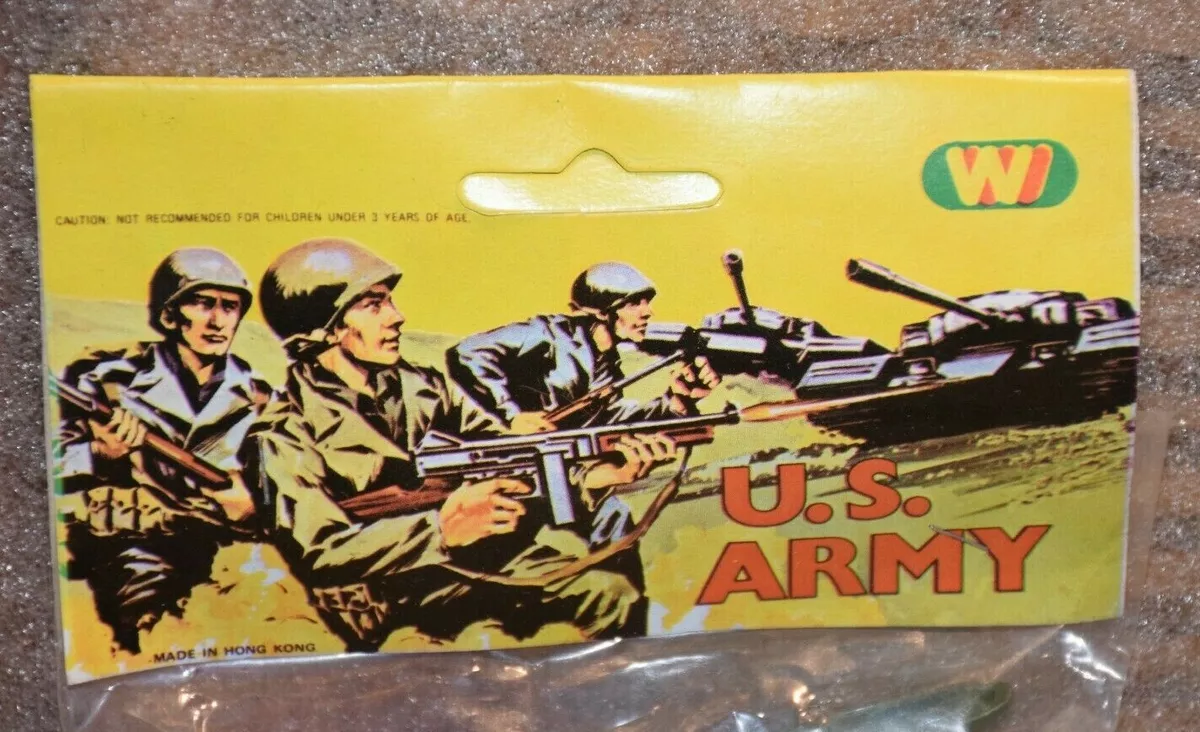 W
CAUTION: NOT RECOMMENDED FOR CHILDREN UNDER 3 YEARS OF AGE
U.S.
ARMY
MADE IN HONG KONG